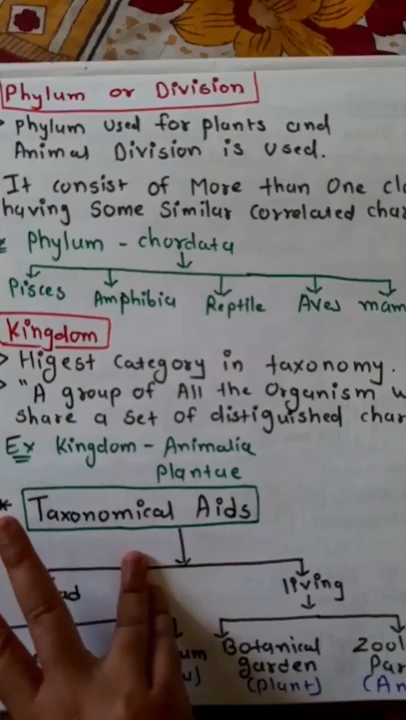 Phylum or Division
Phylum used for plants and
Animal Division is used.
It consist of More than One
having Some Similar Correlated
Phylum - chordata
Pisces Amphibia Reptile Aves
Kingdom
> Higest Category in taxonomy.
> "A group of All the Organism
share a set of distiguished
Ex Kingdom - Animalia
Plantae
* Taxonomical Aids
living
Botanical
garden
(plant)